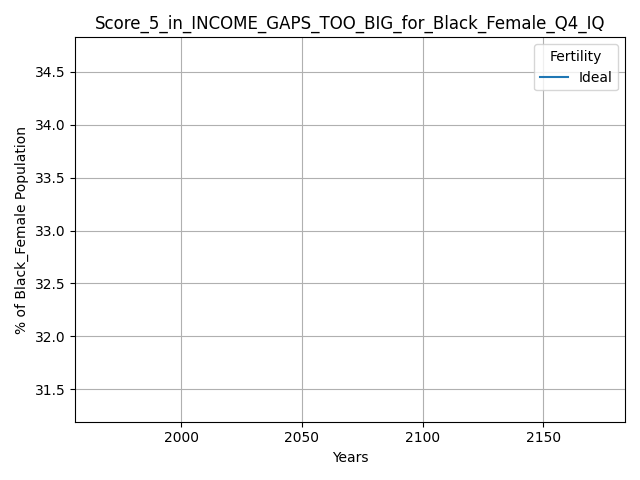 Score_5_in_INCOME_GAPS_TOO_BIG_for_Black_Female_Q4_IQ
Fertility
Ideal
34.5
34.0
33.5
33.0
32.5
32.0
31.5
% of Black_Female Population
2000 2050 2100 2150
Years